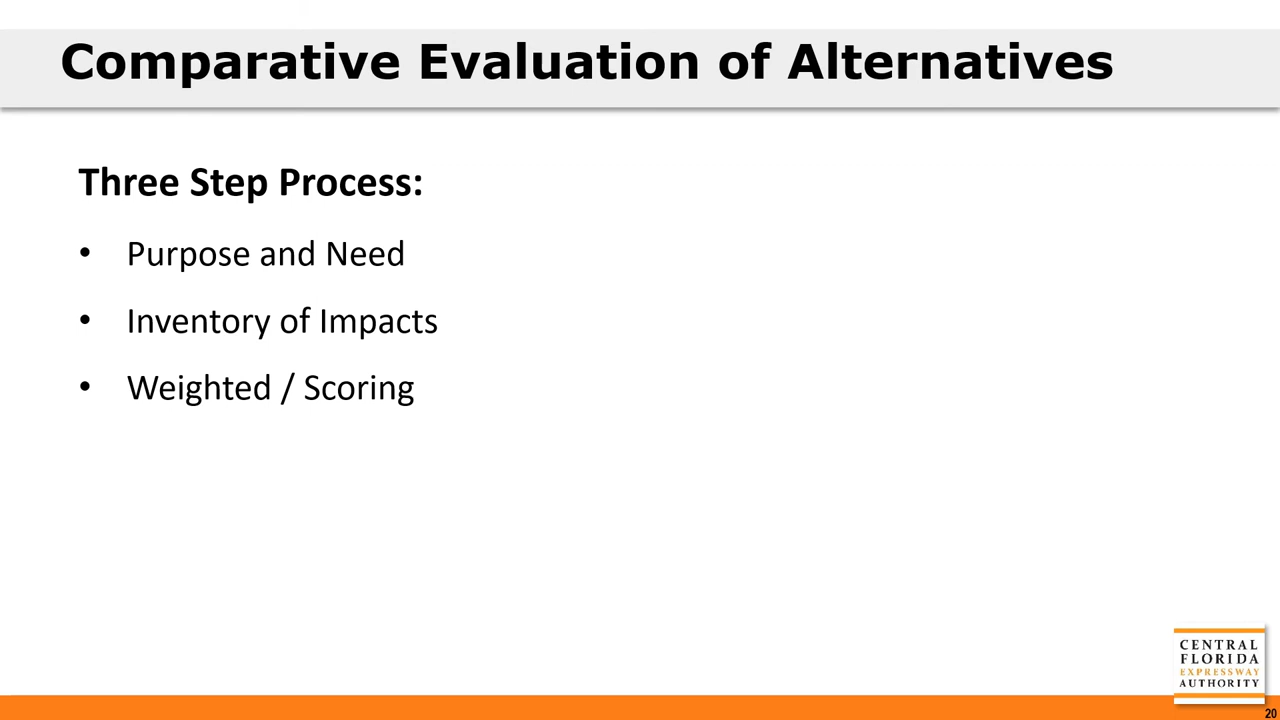 Comparative Evaluation of Alternatives
Three Step Process:
• Purpose and Need
• Inventory of Impacts
• Weighted / Scoring
CENTRAL
FLORIDA
EXPRESSWAY
AUTHORITY
20